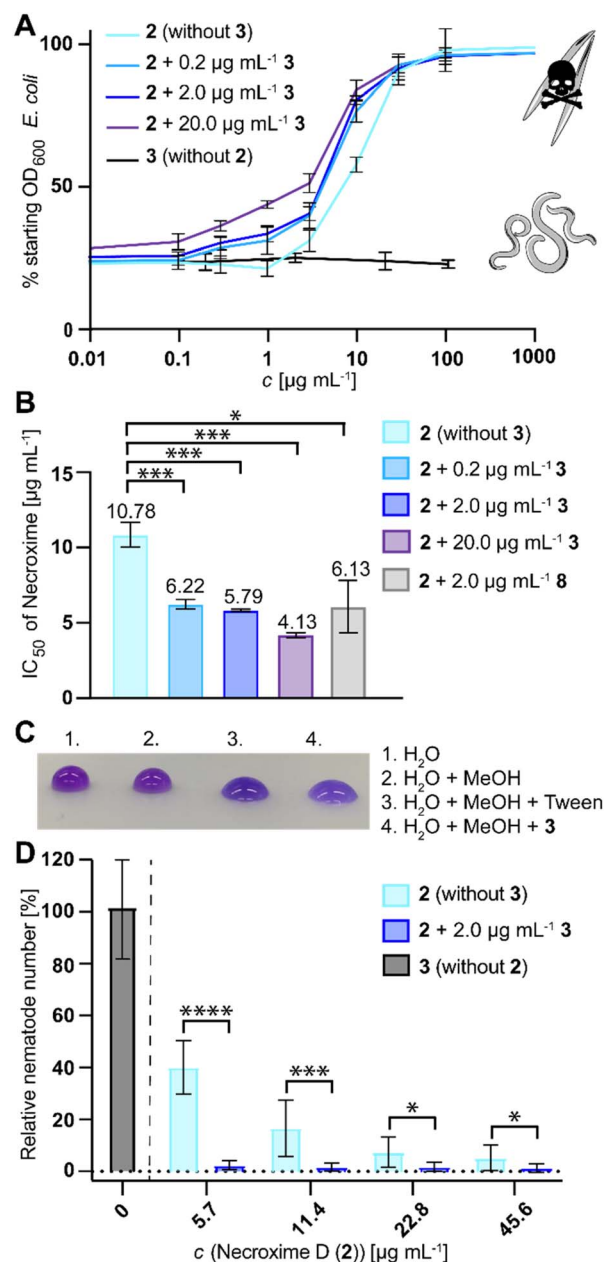 A
100
50
0
% starting OD₆₀₀ E. coli
2 (without 3)
2 + 0.2 µg mL⁻¹ 3
2 + 2.0 µg mL⁻¹ 3
2 + 20.0 µg mL⁻¹ 3
3 (without 2)
0.01 0.1 1 10 100 1000
c [µg mL⁻¹]
B
IC₅₀ of Necroxime [µg mL⁻¹]
15
10
5
0
*
***
***
***
10.78
6.22
5.79
4.13
6.13
2 (without 3)
2 + 0.2 µg mL⁻¹ 3
2 + 2.0 µg mL⁻¹ 3
2 + 20.0 µg mL⁻¹ 3
2 + 2.0 µg mL⁻¹ 8
C
1. 2. 3. 4.
1. H₂O
2. H₂O + MeOH
3. H₂O + MeOH + Tween
4. H₂O + MeOH + 3
D
Relative nematode number [%]
120
100
80
60
40
20
0
2 (without 3)
2 + 2.0 µg mL⁻¹ 3
3 (without 2)
****
***
*
*
0 5.7 11.4 22.8 45.6
c (Necroxime D (2)) [µg mL⁻¹]